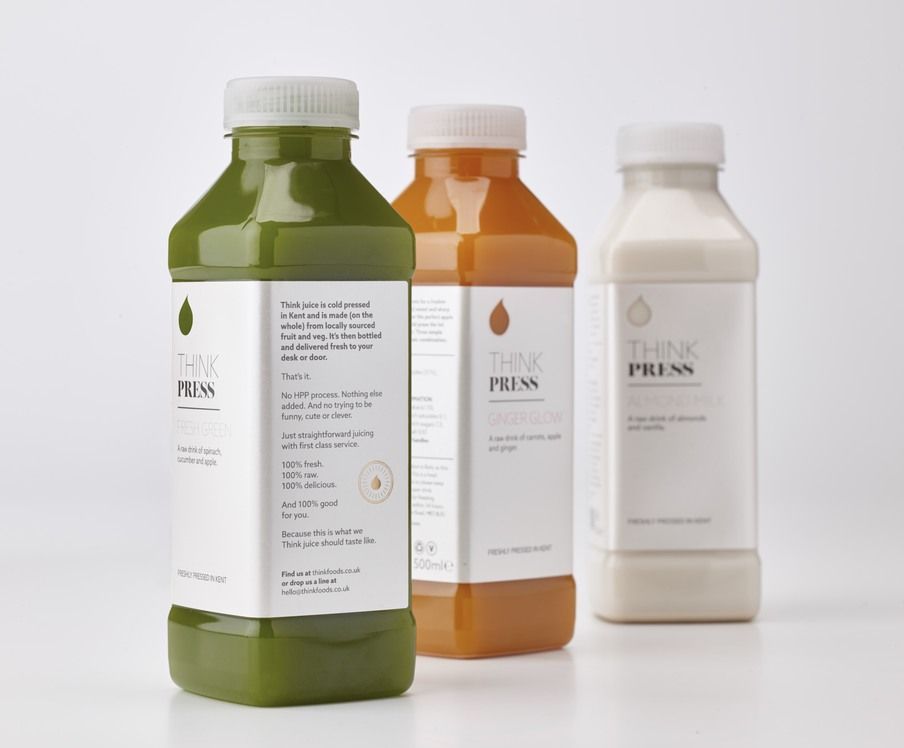 THINK
PRESS
FRESH GREEN
A raw drink of spinach,
cucumber and apple.
FRESHLY PRESSED IN KENT
Think juice is cold pressed
in Kent and is made (on the
whole) from locally sourced
fruit and veg. It's then bottled
and delivered fresh to your
desk or door.
That's it.
No HPP process. Nothing else
added. And no trying to be
funny, cute or clever.
Just straightforward juicing
with first class service.
100% fresh.
100% raw.
100% delicious.
And 100% good
for you.
Because this is what we
Think juice should taste like.
Find us at thinkfoods.co.uk
or drop us a line at
hello@thinkfoods.co.uk
500ml e
THINK
PRESS
GINGER GLOW
A raw drink of carrots, apple
and ginger.
FRESHLY PRESSED IN KENT
THINK
PRESS
ALMOND MILK
A raw drink of almonds
and vanilla.
FRESHLY PRESSED IN KENT